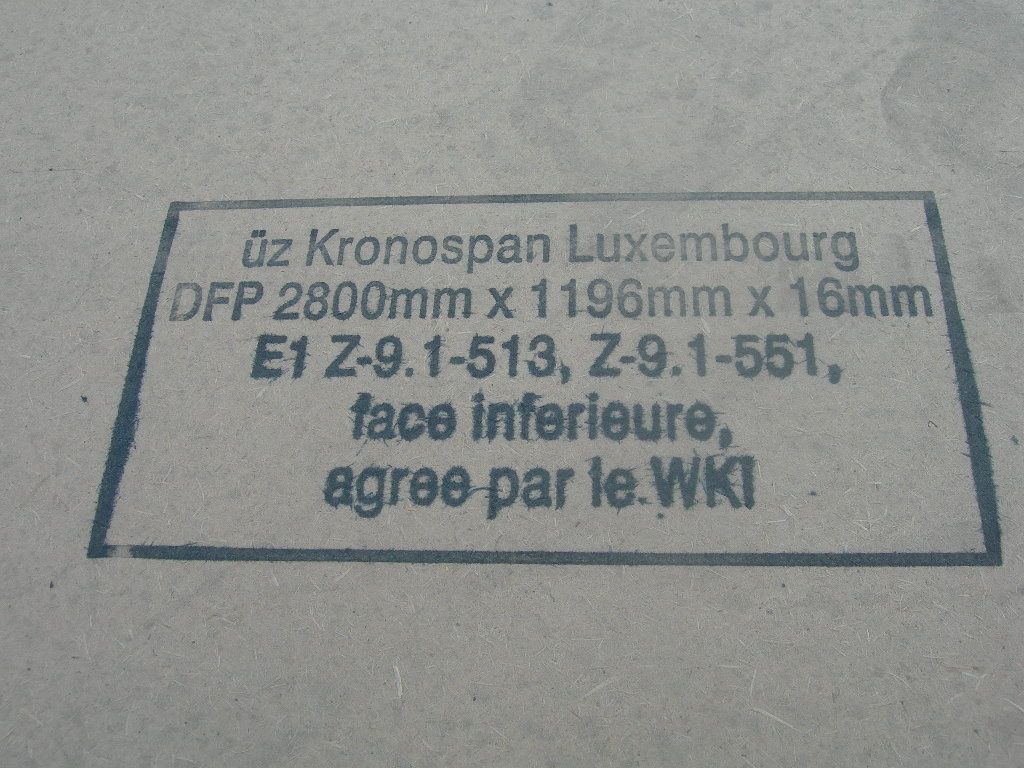 üz Kronospan Luxembourg
DFP 2800mm x 1196mm x 16mm
E1 Z-9.1-513, Z-9.1-551,
face inferieure,
agree par le WKI